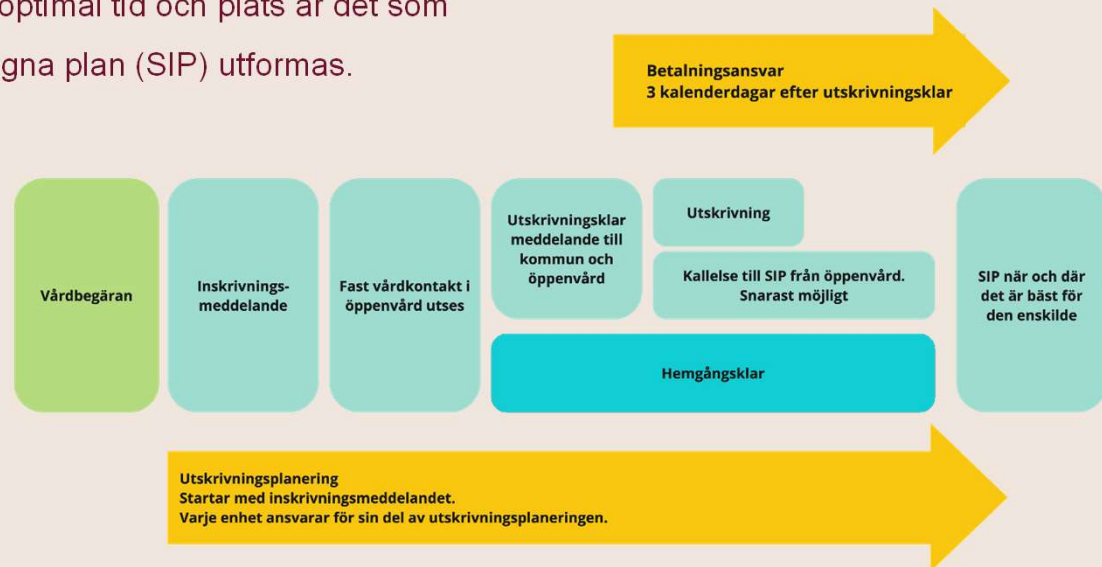 optimal tid och plats är det som
gna plan (SIP) utformas.
Betalningsansvar
3 kalenderdagar efter utskrivningsklar
Vårdbegäran
Inskrivnings-
meddelande
Fast vårdkontakt i
öppenvård utses
Utskrivningsklar
meddelande till
kommun och
öppenvård
Utskrivning
Kallelse till SIP från öppenvård.
Snarast möjligt
Hemgångsklar
SIP när och där
det är bäst för
den enskilde
Utskrivningsplanering
Startar med inskrivningsmeddelandet.
Varje enhet ansvarar för sin del av utskrivningsplaneringen.